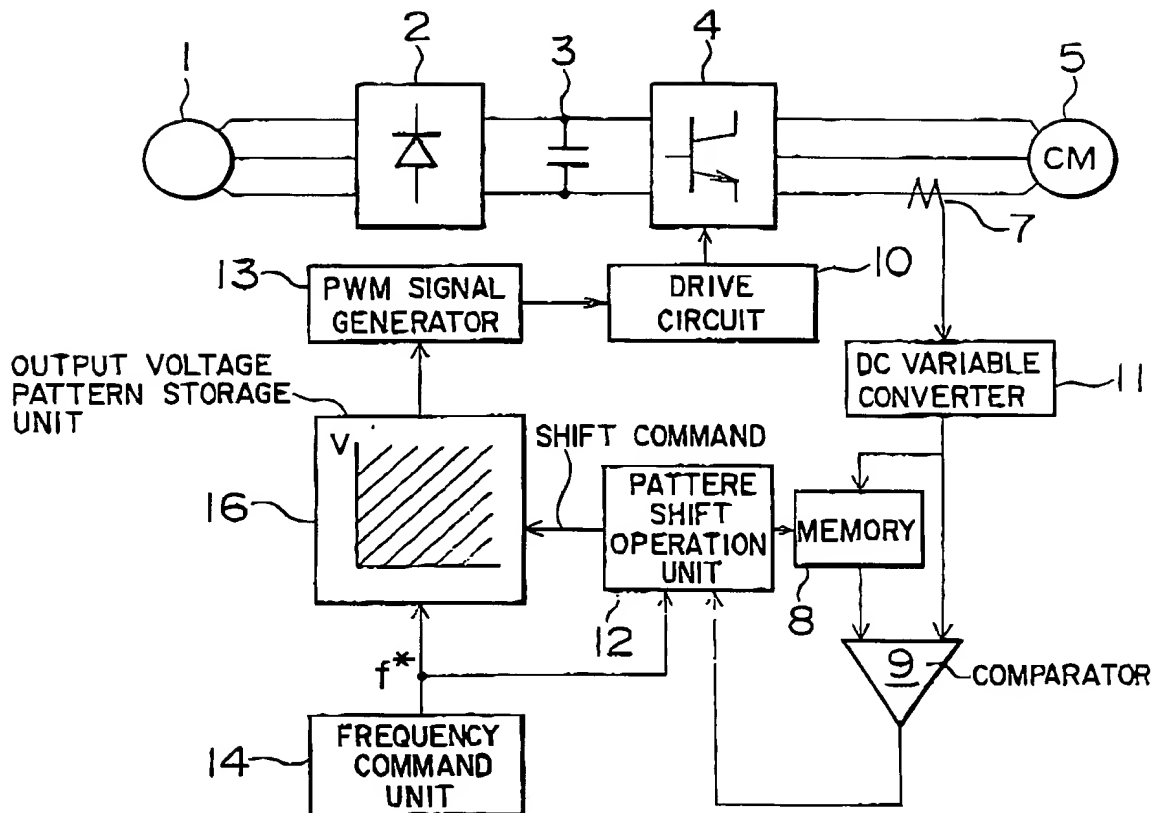 1
2
3
4
5
CM
7
13
PWM SIGNAL
GENERATOR
DRIVE
CIRCUIT
10
OUTPUT VOLTAGE
PATTERN STORAGE
UNIT
DC VARIABLE
CONVERTER
11
V
16
SHIFT COMMAND
PATTERE
SHIFT
OPERATION
UNIT
12
MEMORY
8
f*
9
COMPARATOR
14
FREQUENCY
COMMAND
UNIT